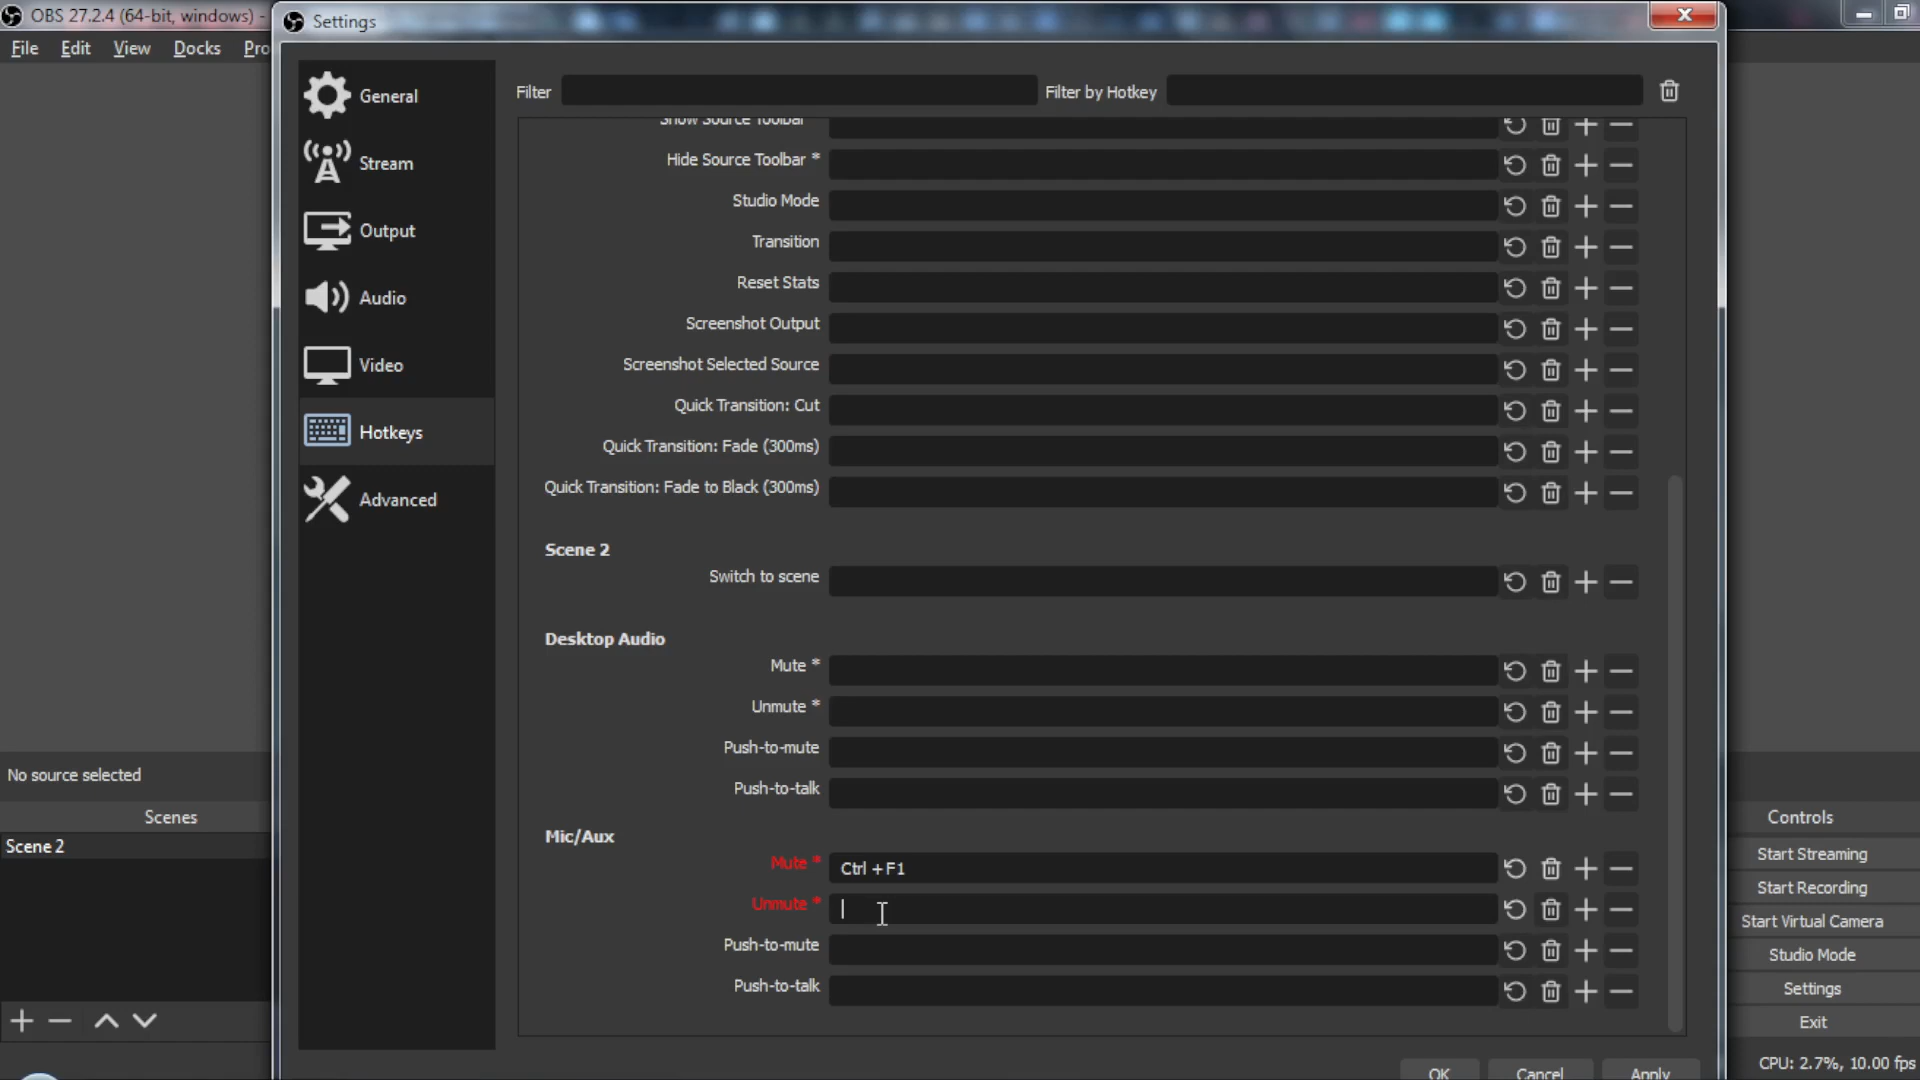 OBS 27.2.4 (64-bit, windows) -
Settings
File Edit View Docks Pro
General
Stream
Output
Audio
Video
Hotkeys
Advanced
Filter Filter by Hotkey
Show Source Toolbar
Hide Source Toolbar *
Studio Mode
Transition
Reset Stats
Screenshot Output
Screenshot Selected Source
Quick Transition: Cut
Quick Transition: Fade (300ms)
Quick Transition: Fade to Black (300ms)
Scene 2
Switch to scene
Desktop Audio
Mute *
Unmute *
Push-to-mute
Push-to-talk
Mic/Aux
Mute * Ctrl + F1
Unmute *
Push-to-mute
Push-to-talk
OK Cancel Apply
No source selected
Scenes
Scene 2
Controls
Start Streaming
Start Recording
Start Virtual Camera
Studio Mode
Settings
Exit
CPU: 2.7%, 10.00 fps